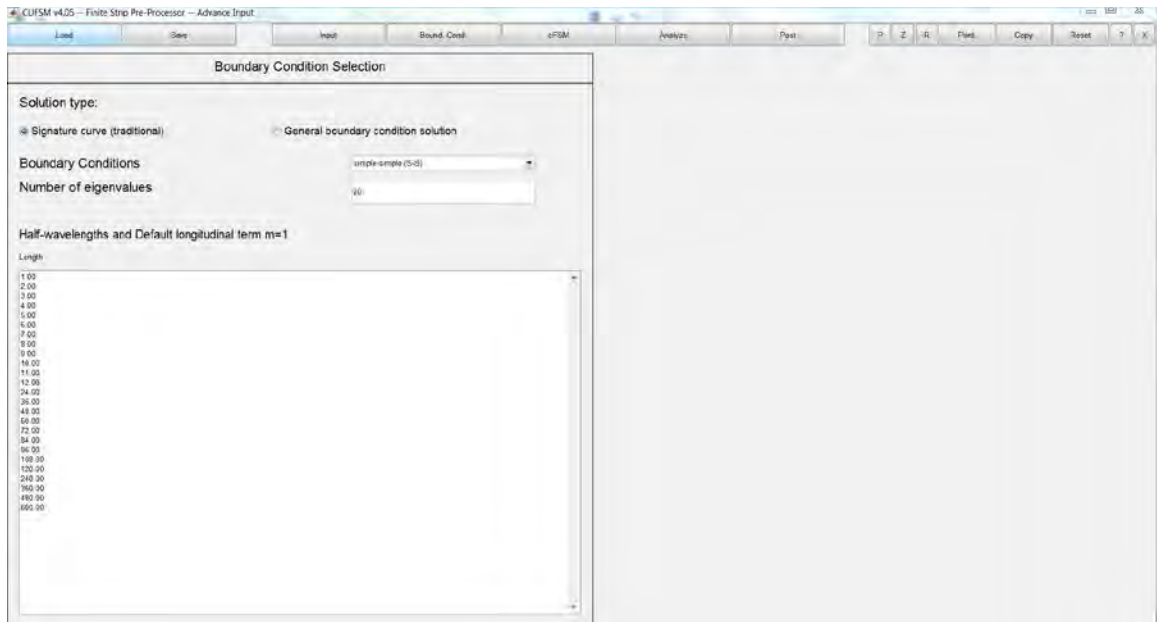 CUFSM v4.05 -- Finite Strip Pre-Processor -- Advance Input
Load Save Input Bound. Cond. cFSM Analyze Post P Z R Print Copy Reset ? X
Boundary Condition Selection
Solution type:
Signature curve (traditional) General boundary condition solution
Boundary Conditions simple-simple (S-S)
Number of eigenvalues 20
Half-wavelengths and Default longitudinal term m=1
Length
1.00
2.00
3.00
4.00
5.00
6.00
7.00
8.00
9.00
10.00
11.00
12.00
24.00
36.00
48.00
60.00
72.00
84.00
96.00
108.00
120.00
240.00
360.00
480.00
600.00